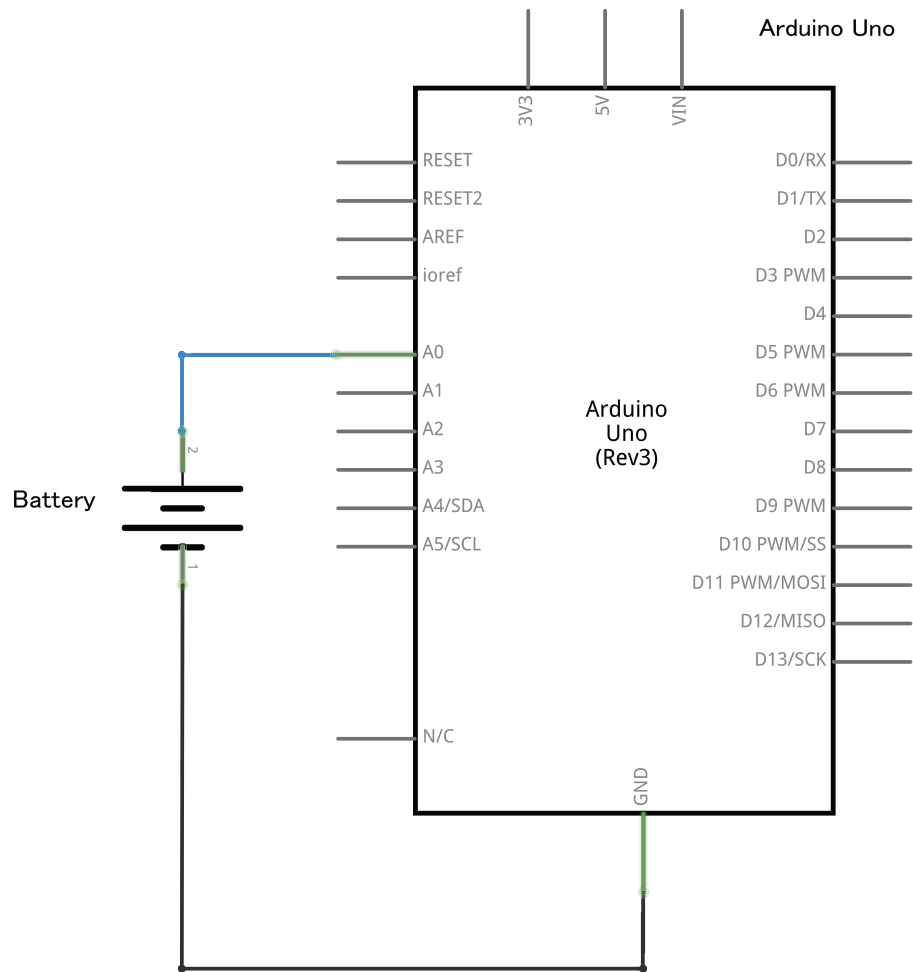 Arduino Uno
3V3
5V
VIN
RESET
D0/RX
RESET2
D1/TX
AREF
D2
ioref
D3 PWM
D4
A0
D5 PWM
A1
D6 PWM
Arduino
Uno
(Rev3)
A2
D7
2
A3
D8
Battery
A4/SDA
D9 PWM
A5/SCL
D10 PWM/SS
1
D11 PWM/MOSI
D12/MISO
D13/SCK
N/C
GND